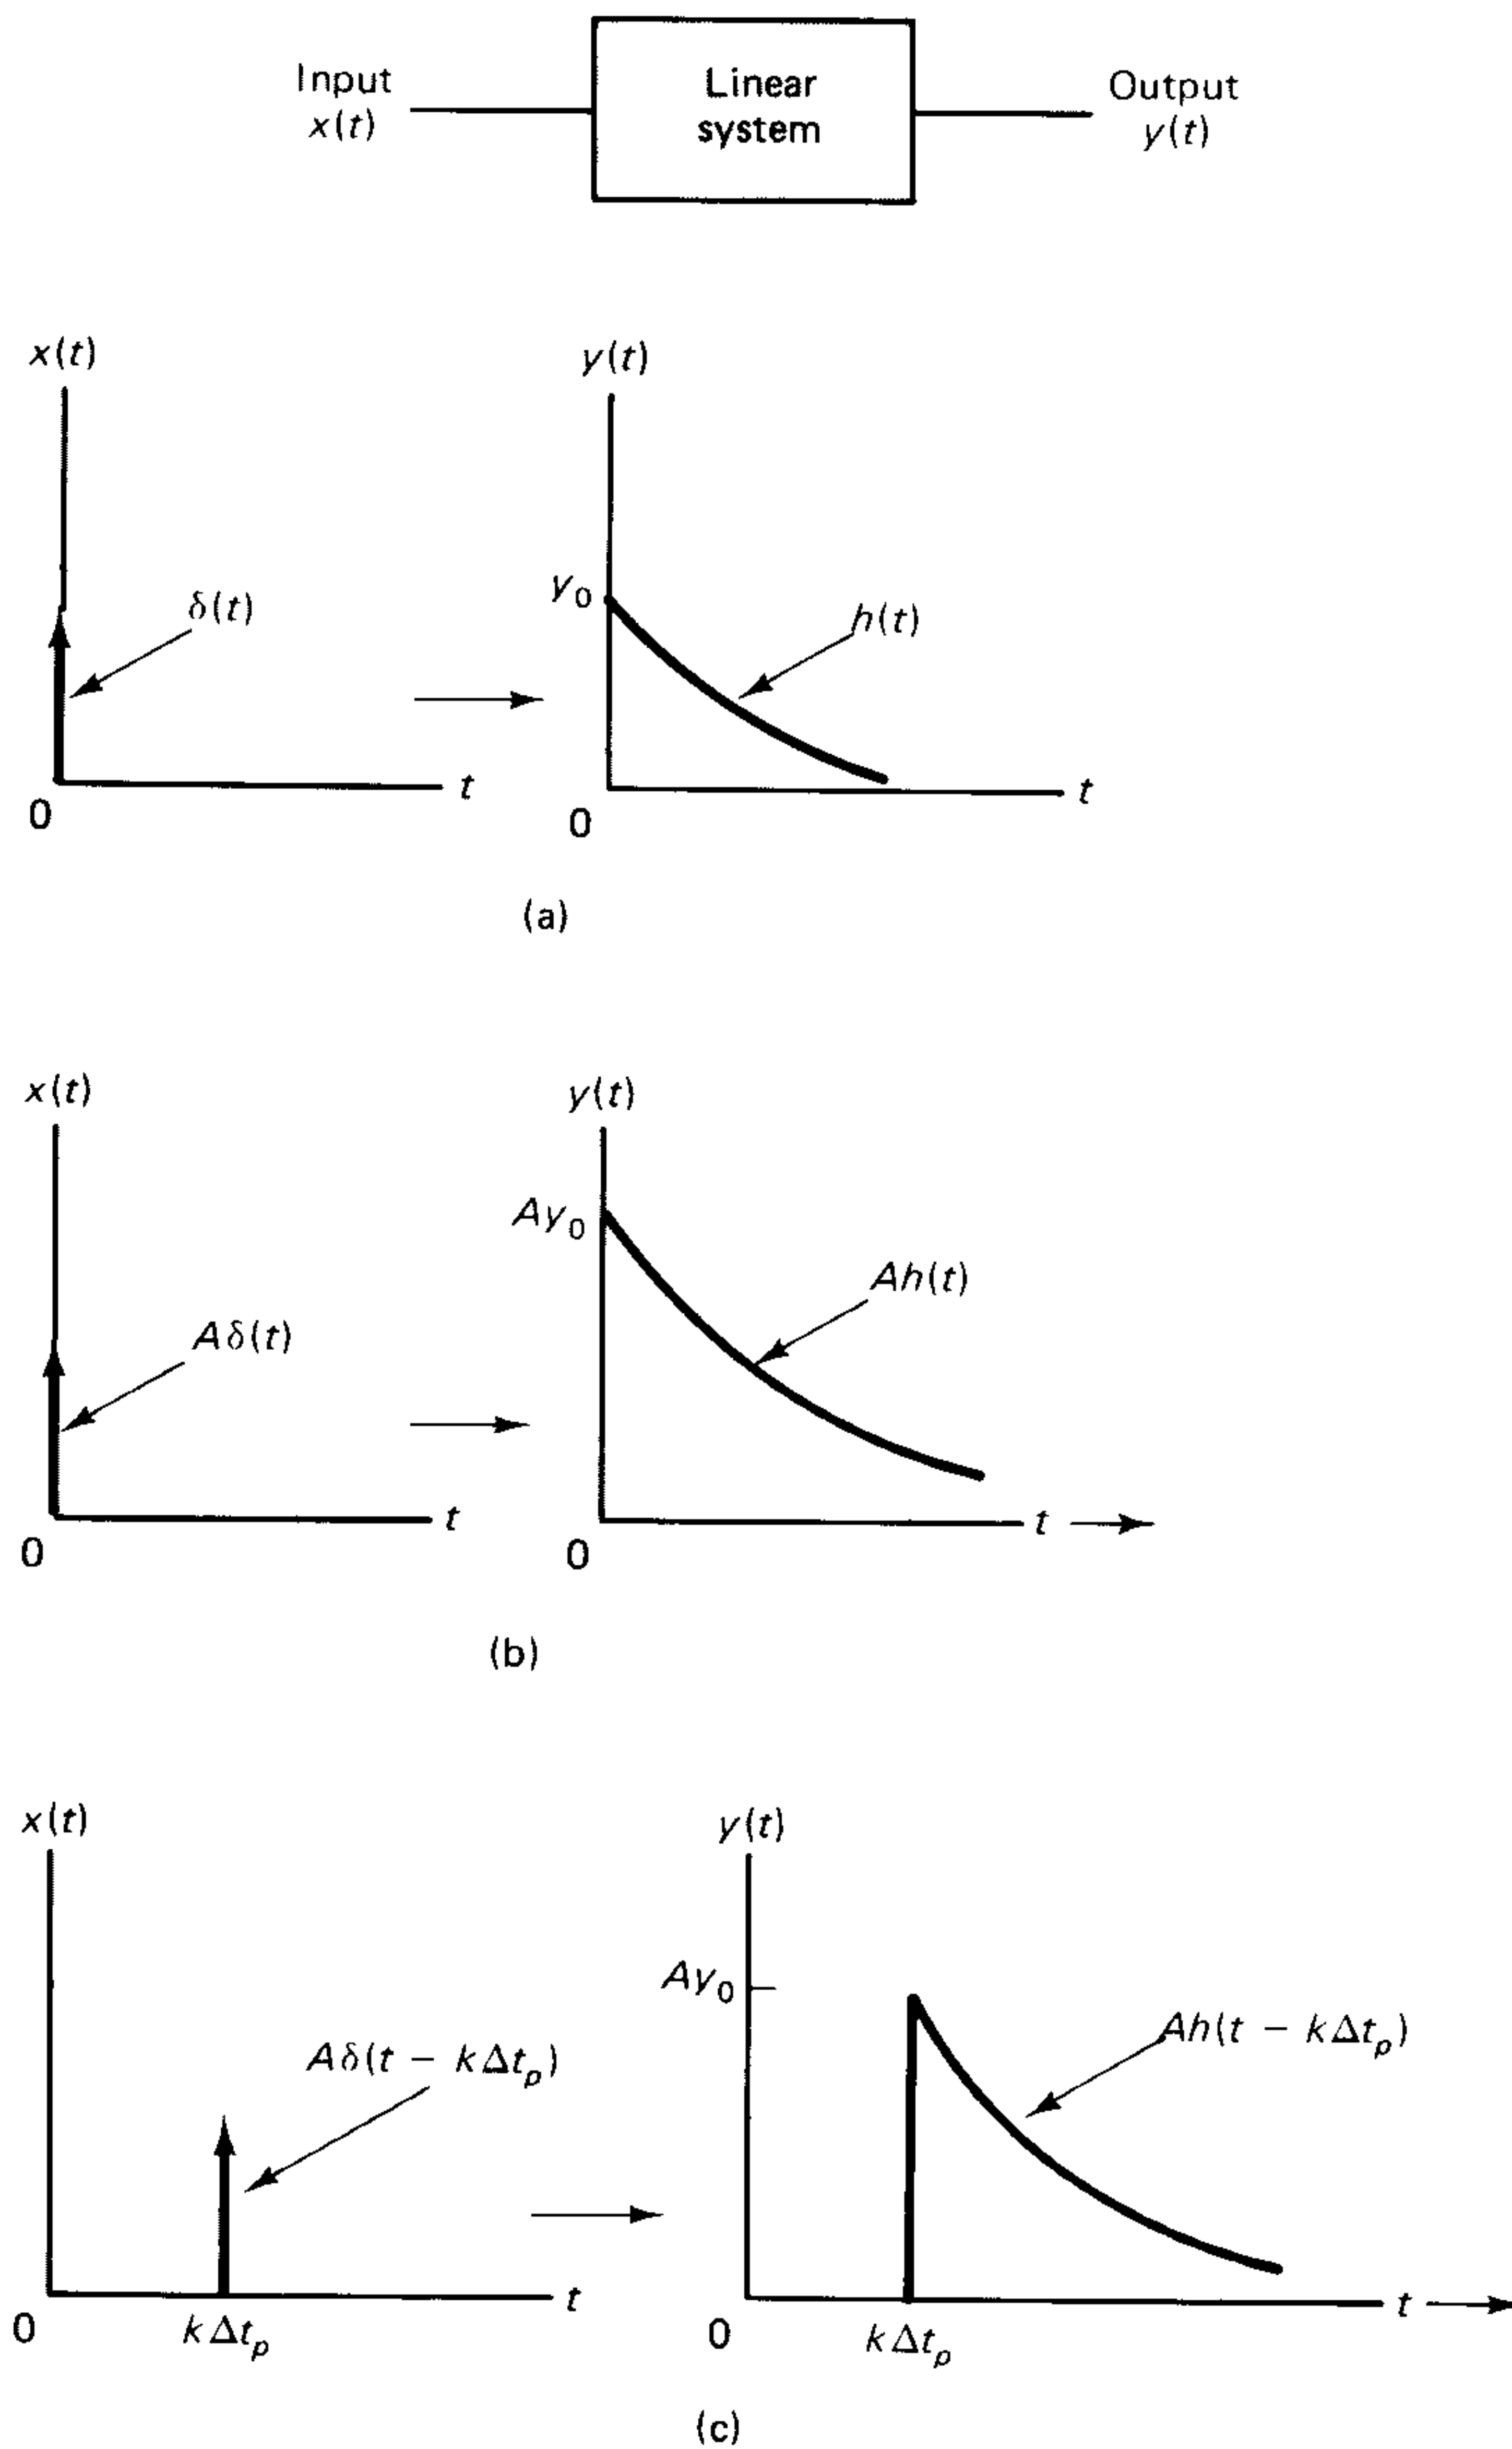 Input
x(t)
Linear
system
Output
y(t)
x(t)
y(t)
δ(t)
y₀
h(t)
t
t
0
0
(a)
x(t)
y(t)
Ay₀
Ah(t)
Aδ(t)
t
t
0
0
(b)
x(t)
y(t)
Ay₀
Aδ(t − kΔtₚ)
Ah(t − kΔtₚ)
t
t
0
kΔtₚ
0
kΔtₚ
(c)